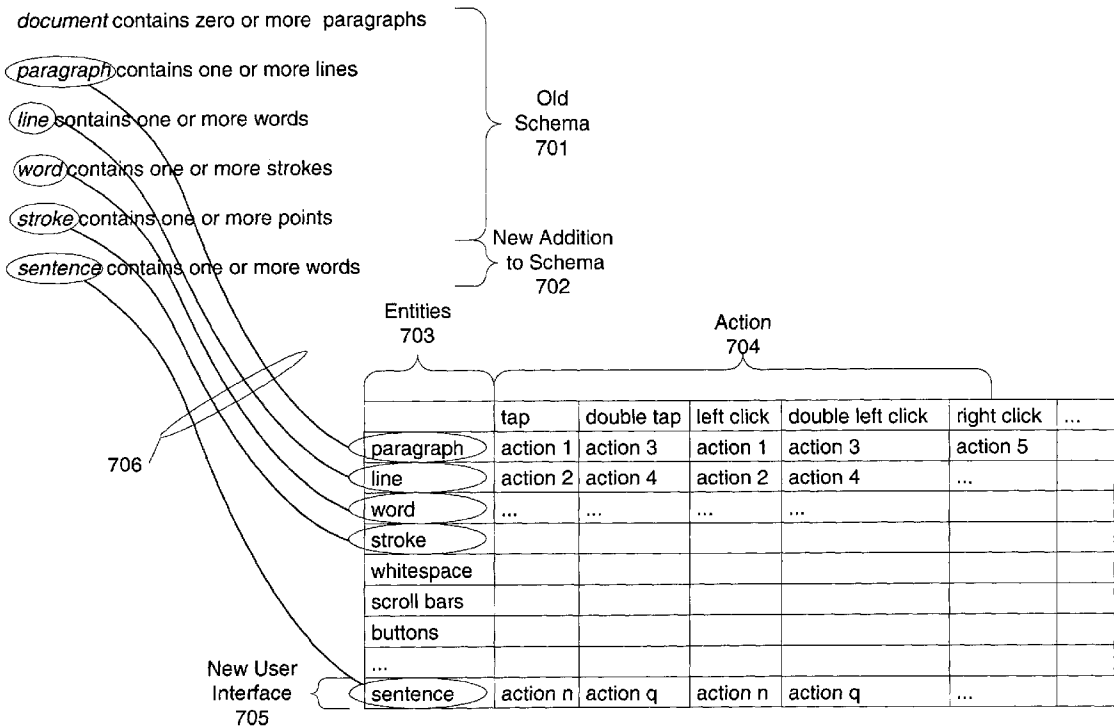 document contains zero or more paragraphs
paragraph contains one or more lines
line contains one or more words
word contains one or more strokes
stroke contains one or more points
sentence contains one or more words
Old
Schema
701
New Addition
to Schema
702
Entities
703
Action
704
706
tap double tap left click double left click right click ...
paragraph action 1 action 3 action 1 action 3 action 5
line action 2 action 4 action 2 action 4 ...
word ... ... ... ...
stroke
whitespace
scroll bars
buttons
...
sentence action n action q action n action q ...
New User
Interface
705